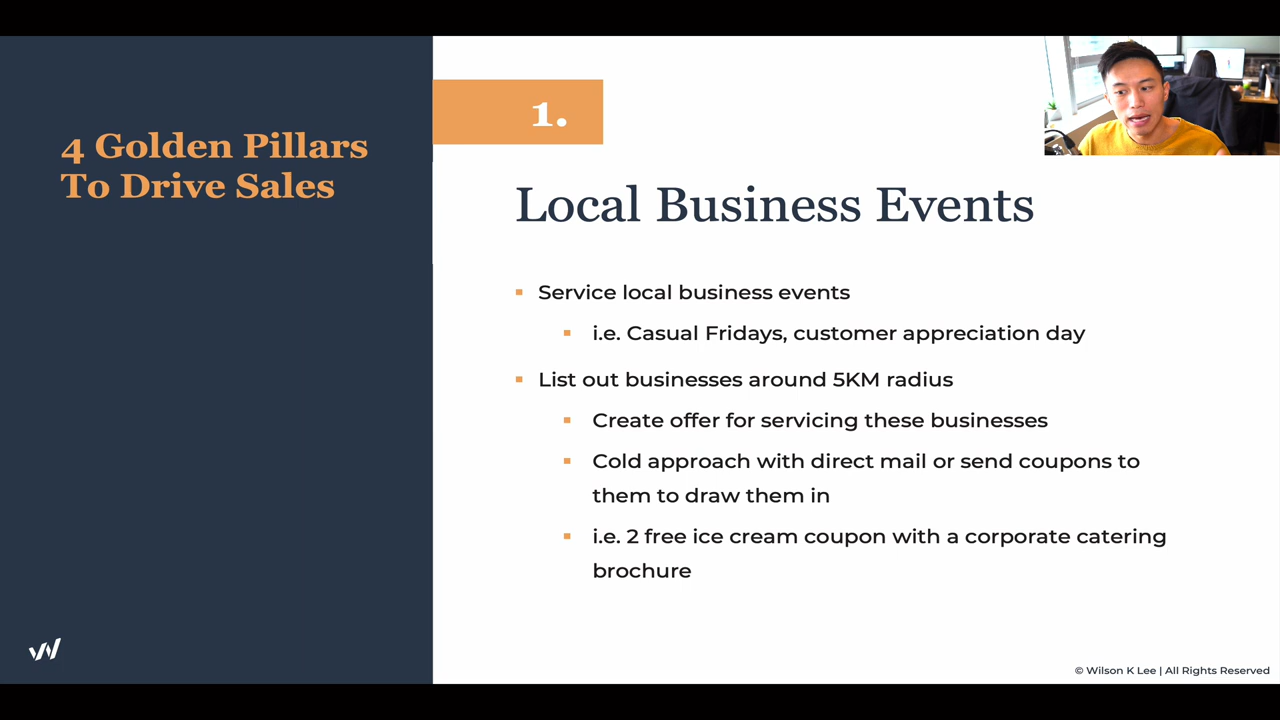 4 Golden Pillars
To Drive Sales
1.
Local Business Events
Service local business events
i.e. Casual Fridays, customer appreciation day
List out businesses around 5KM radius
Create offer for servicing these businesses
Cold approach with direct mail or send coupons to
them to draw them in
i.e. 2 free ice cream coupon with a corporate catering
brochure
© Wilson K Lee | All Rights Reserved